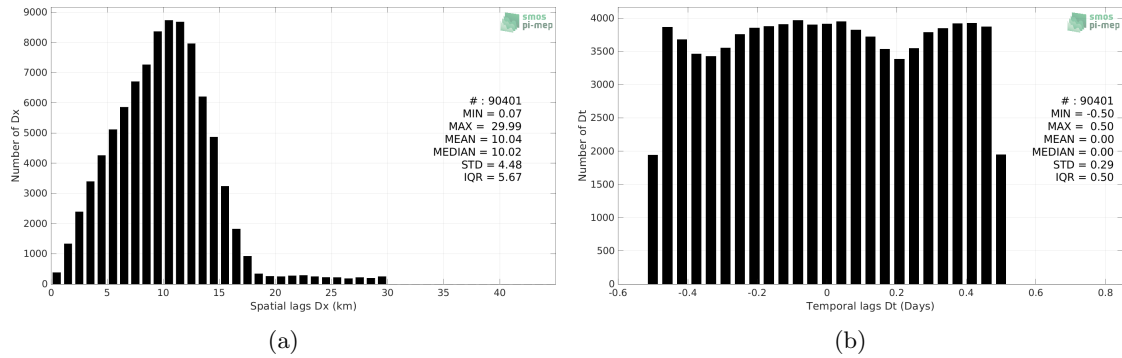 9000
8000
7000
6000
5000
4000
3000
2000
1000
0
Number of Dx
smos
pi-mep
# : 90401
MIN = 0.07
MAX = 29.99
MEAN = 10.04
MEDIAN = 10.02
STD = 4.48
IQR = 5.67
0 5 10 15 20 25 30 35 40
Spatial lags Dx (km)
(a)
4000
3500
3000
2500
2000
1500
1000
500
0
Number of Dt
smos
pi-mep
# : 90401
MIN = -0.50
MAX = 0.50
MEAN = 0.00
MEDIAN = 0.00
STD = 0.29
IQR = 0.50
-0.6 -0.4 -0.2 0 0.2 0.4 0.6 0.8
Temporal lags Dt (Days)
(b)